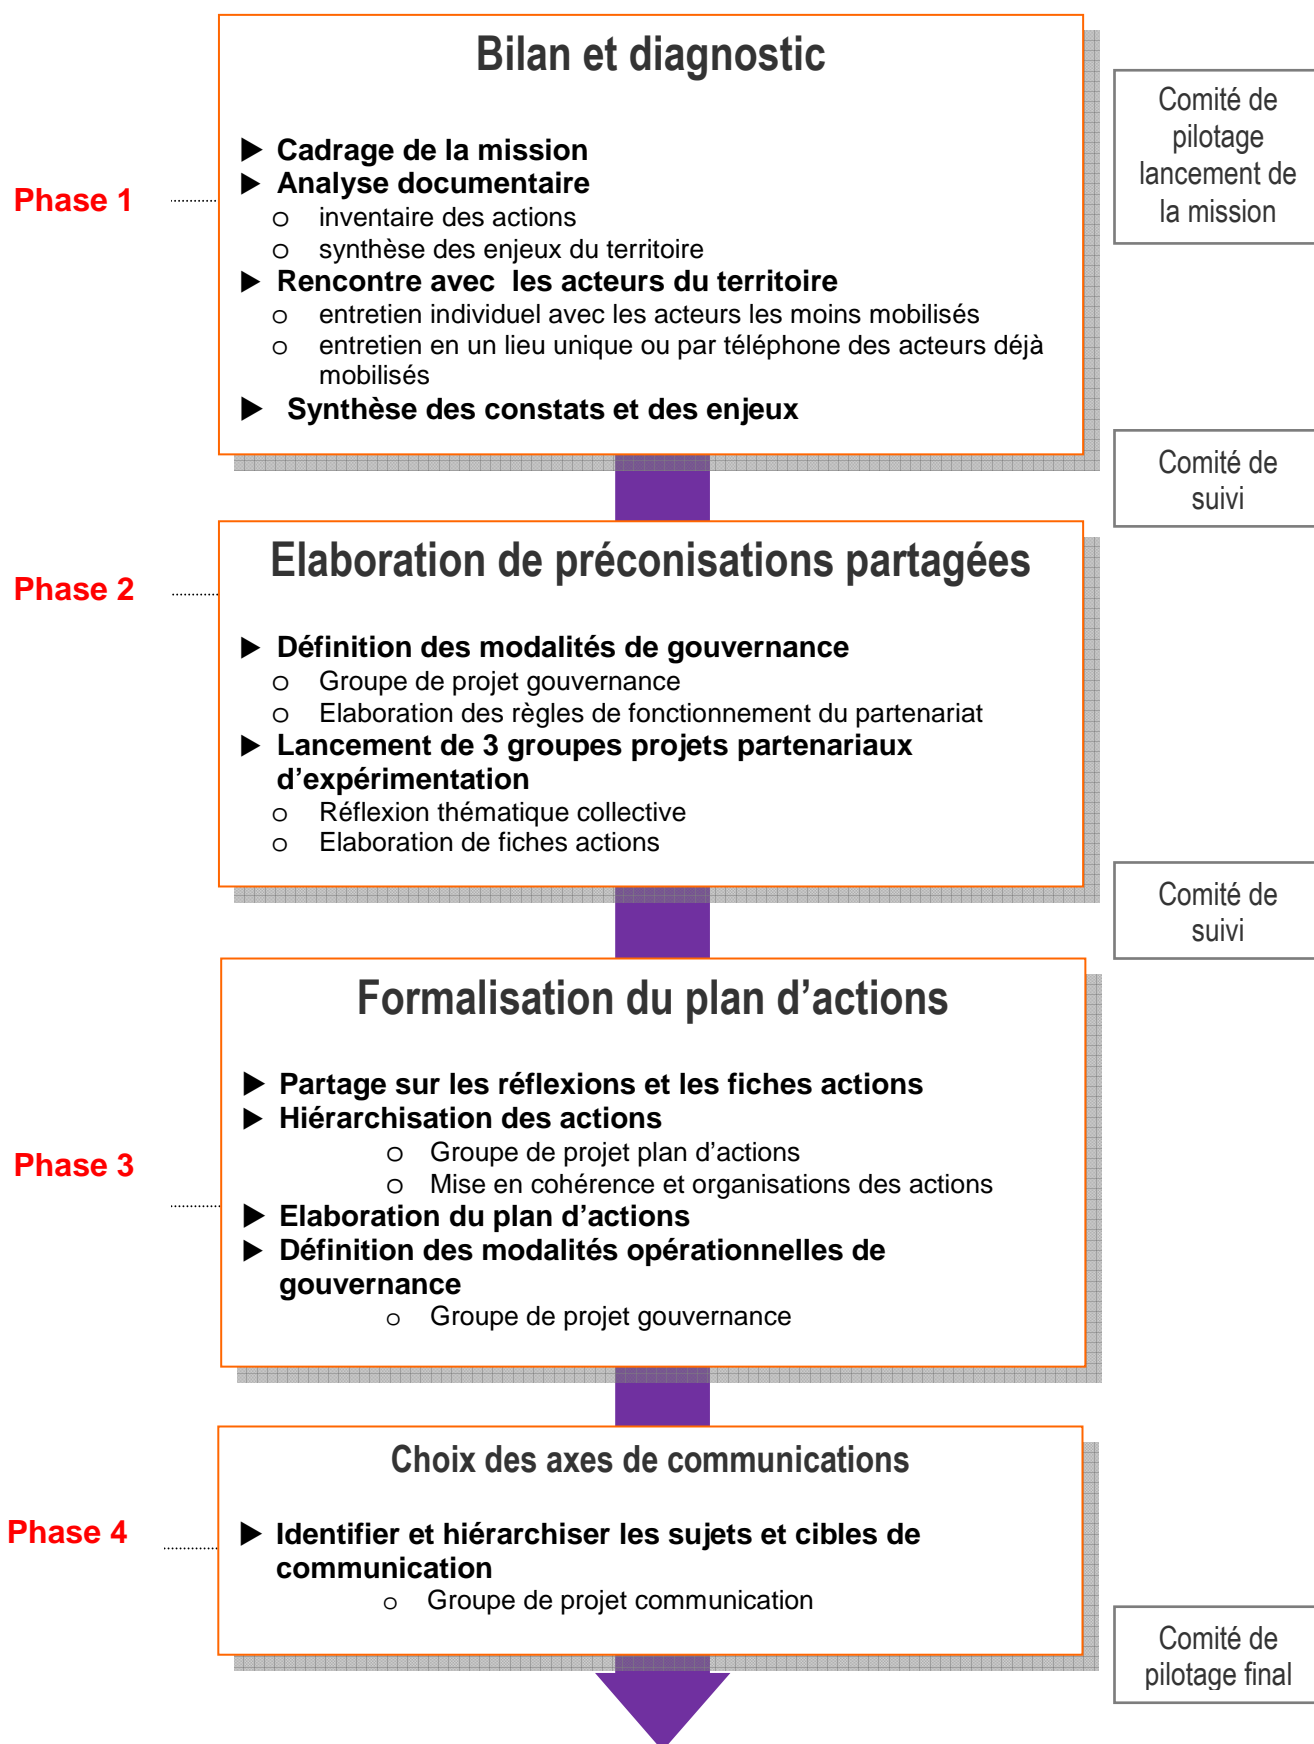 Bilan et diagnostic
Comité de
pilotage
lancement de
la mission
Phase 1
► Cadrage de la mission
► Analyse documentaire
o inventaire des actions
o synthèse des enjeux du territoire
► Rencontre avec les acteurs du territoire
o entretien individuel avec les acteurs les moins mobilisés
o entretien en un lieu unique ou par téléphone des acteurs déjà
mobilisés
► Synthèse des constats et des enjeux
Comité de
suivi
Elaboration de préconisations partagées
Phase 2
► Définition des modalités de gouvernance
o Groupe de projet gouvernance
o Elaboration des règles de fonctionnement du partenariat
► Lancement de 3 groupes projets partenariaux
d’expérimentation
o Réflexion thématique collective
o Elaboration de fiches actions
Comité de
suivi
Formalisation du plan d’actions
Phase 3
► Partage sur les réflexions et les fiches actions
► Hiérarchisation des actions
o Groupe de projet plan d’actions
o Mise en cohérence et organisations des actions
► Elaboration du plan d’actions
► Définition des modalités opérationnelles de
gouvernance
o Groupe de projet gouvernance
Choix des axes de communications
Phase 4
► Identifier et hiérarchiser les sujets et cibles de
communication
o Groupe de projet communication
Comité de
pilotage final